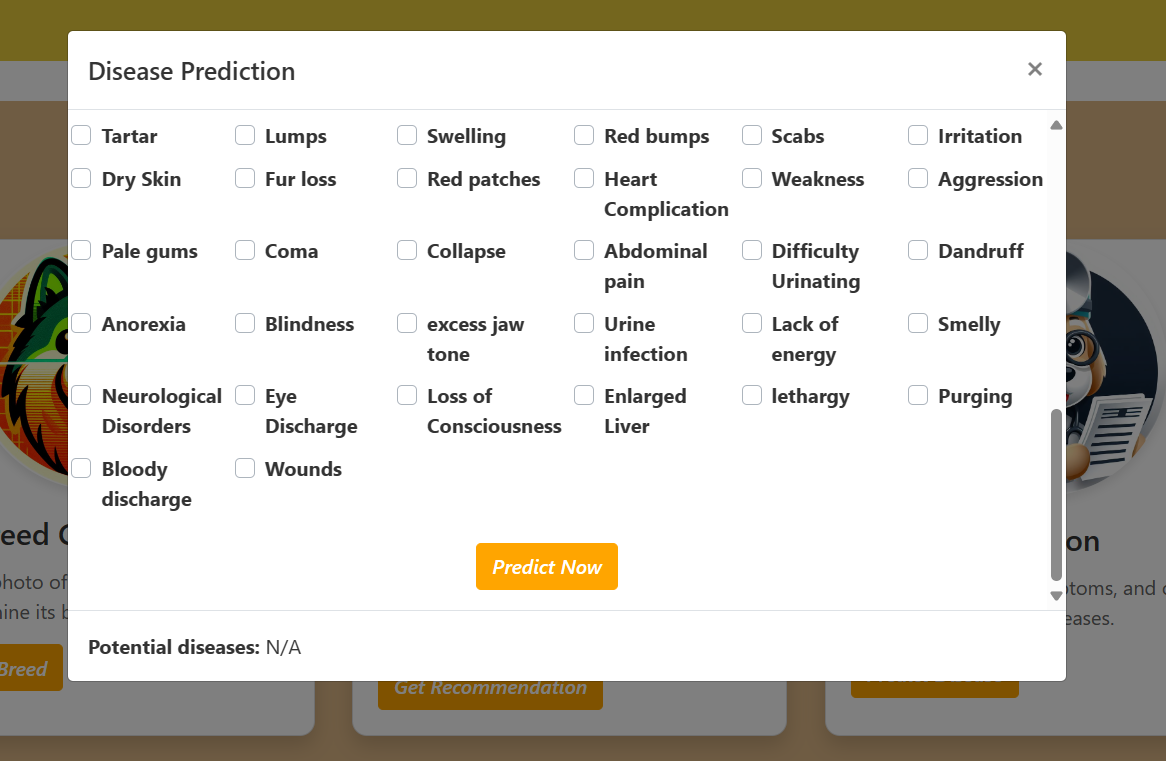 Disease Prediction
×
Tartar Lumps Swelling Red bumps Scabs Irritation
Dry Skin Fur loss Red patches Heart Weakness Aggression
Complication
Pale gums Coma Collapse Abdominal Difficulty Dandruff
pain Urinating
Anorexia Blindness excess jaw Urine Lack of Smelly
tone infection energy
Neurological Eye Loss of Enlarged lethargy Purging
Disorders Discharge Consciousness Liver
Bloody Wounds
discharge
eed
on
Predict Now
hoto of
toms, and
nine its
eases.
Potential diseases: N/A
Breed
Get Recommendation